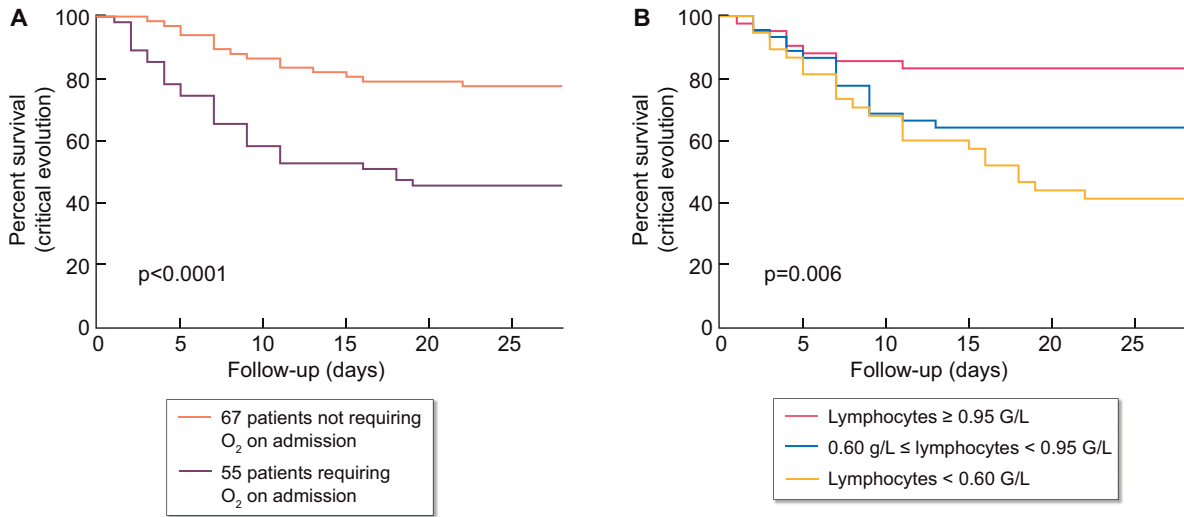 A
Percent survival
(critical evolution)
100
80
60
40
20
0
p<0.0001
0 5 10 15 20 25
Follow-up (days)
67 patients not requiring
O₂ on admission
55 patients requiring
O₂ on admission
B
Percent survival
(critical evolution)
100
80
60
40
20
0
p=0.006
0 5 10 15 20 25
Follow-up (days)
Lymphocytes ≥ 0.95 G/L
0.60 g/L ≤ lymphocytes < 0.95 G/L
Lymphocytes < 0.60 G/L